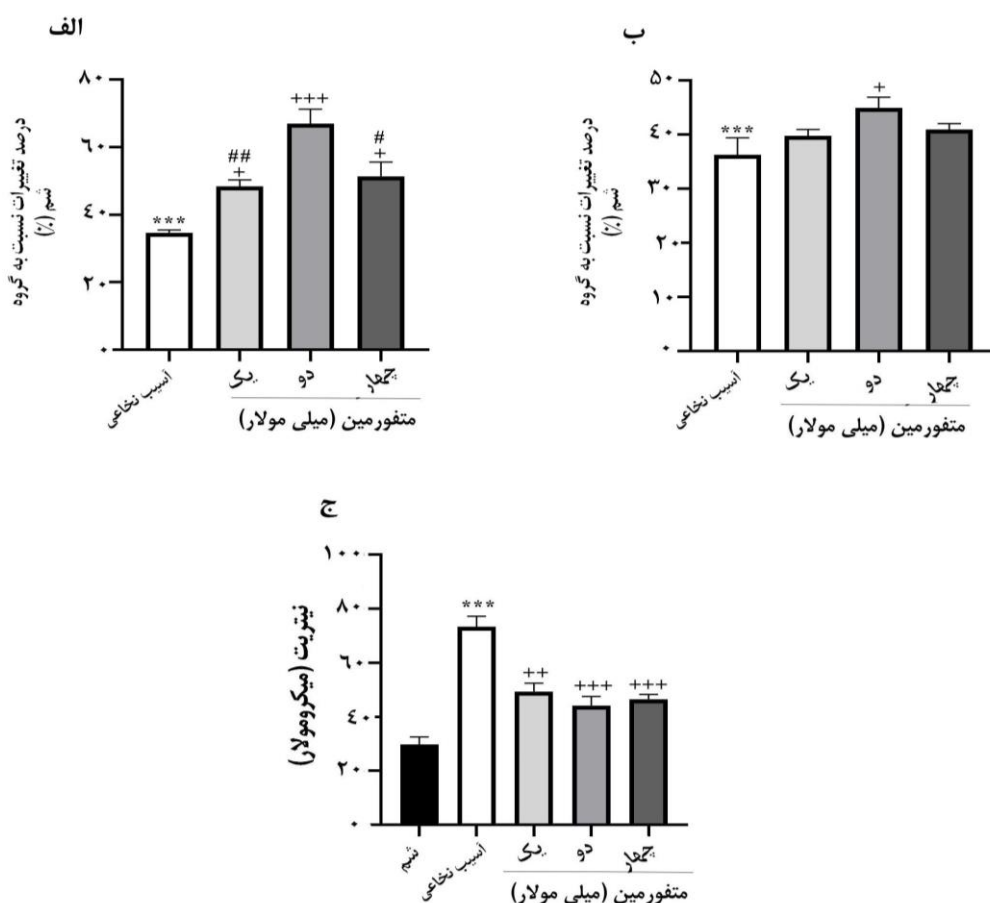 الف
درصد تغییرات نسبت به گروه
شم (٪)
۸۰
۶۰
۴۰
۲۰
۰
***
##
+
+++
#
+
آسیب نخاعی
یک
دو
چهار
متفورمین (میلی مولار)
ب
درصد تغییرات نسبت به گروه
شم (٪)
۵۰
۴۰
۳۰
۲۰
۱۰
۰
***
+
آسیب نخاعی
یک
دو
چهار
متفورمین (میلی مولار)
ج
نیتریت (میکرومولار)
۱۰۰
۸۰
۶۰
۴۰
۲۰
۰
***
++
+++
+++
شم
آسیب نخاعی
یک
دو
چهار
متفورمین (میلی مولار)